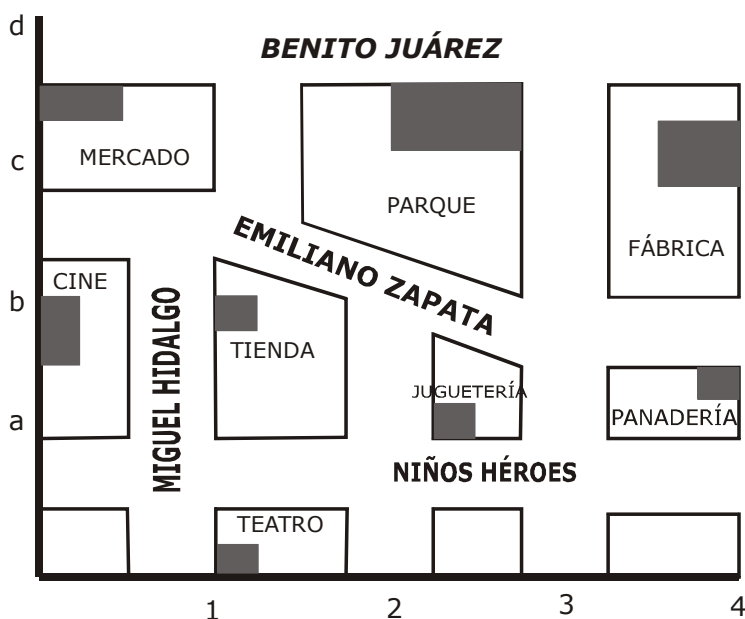 d
BENITO JUÁREZ
c
MERCADO
PARQUE
FÁBRICA
EMILIANO ZAPATA
CINE
b
MIGUEL HIDALGO
TIENDA
JUGUETERÍA
PANADERÍA
a
NIÑOS HÉROES
TEATRO
1
2
3
4